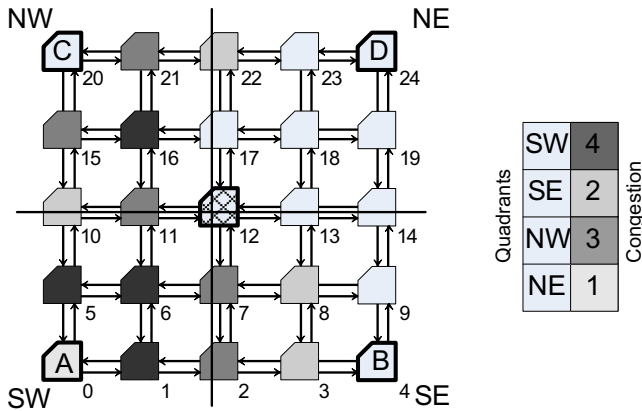 NW NE
C D
20 21 22 23 24
15 16 17 18 19
10 11 12 13 14
5 6 7 8 9
A B
0 1 2 3 4
SW SE
Quadrants
SW 4
SE 2
NW 3
NE 1
Congestion